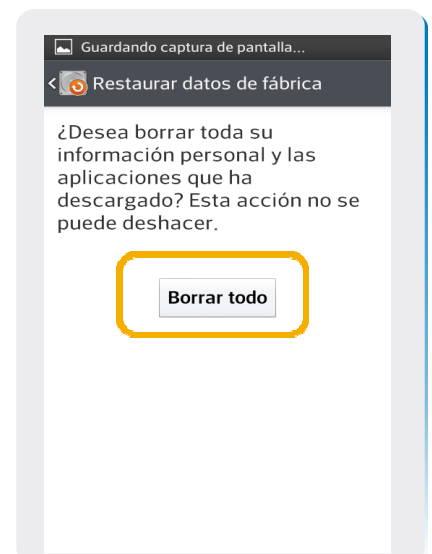 Guardando captura de pantalla...
Restaurar datos de fábrica
¿Desea borrar toda su
información personal y las
aplicaciones que ha
descargado? Esta acción no se
puede deshacer.
Borrar todo